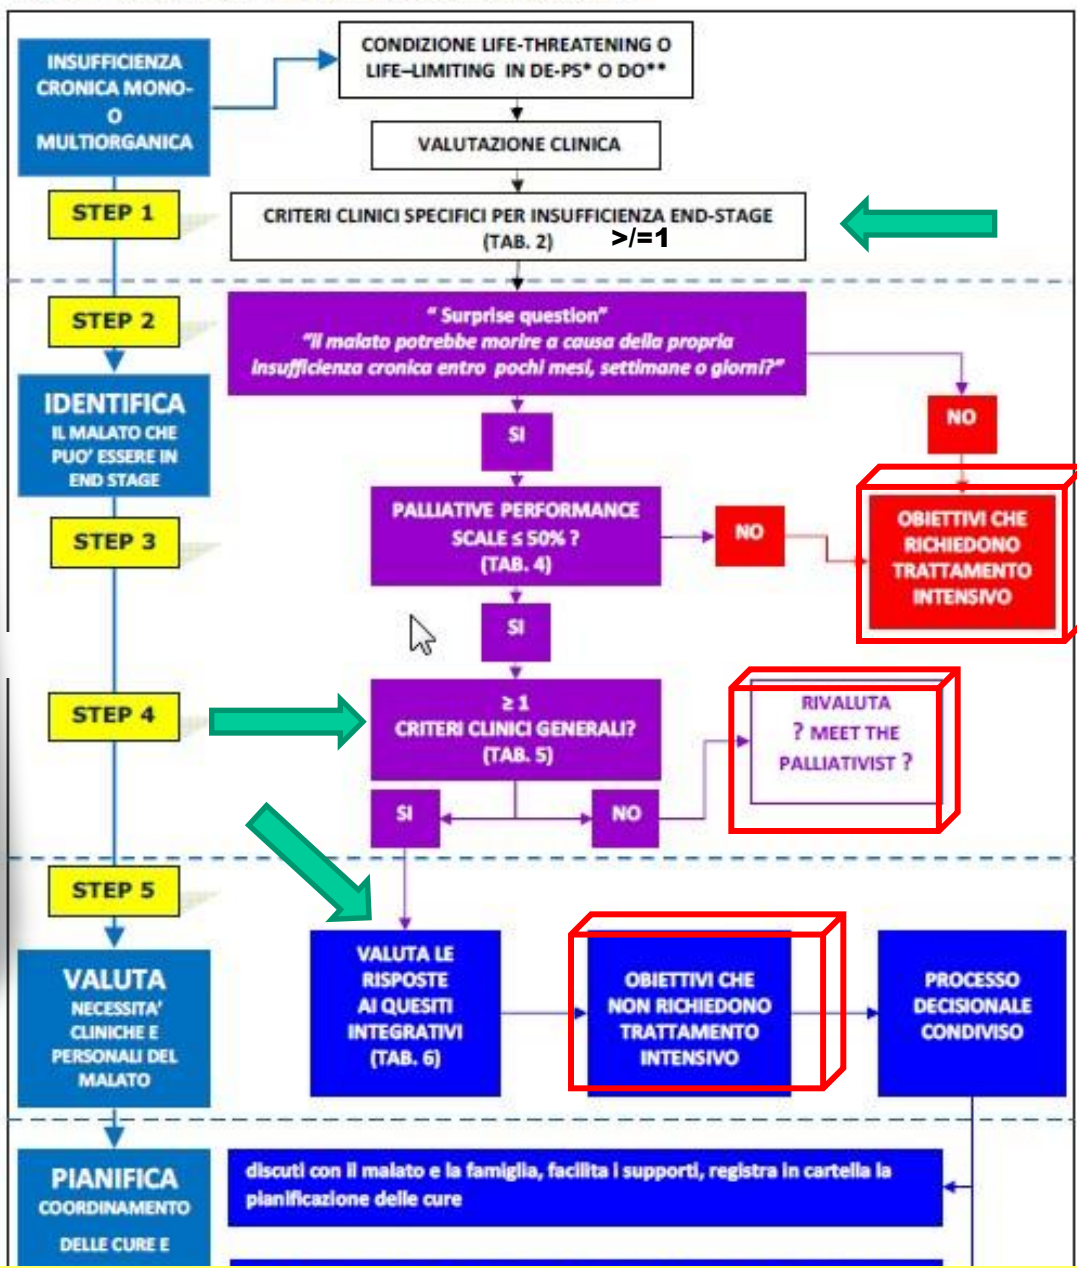 INSUFFICIENZA
CRONICA MONO-
O
MULTIORGANICA
CONDIZIONE LIFE-THREATENING O
LIFE–LIMITING IN DE-PS* O DO**
VALUTAZIONE CLINICA
STEP 1
CRITERI CLINICI SPECIFICI PER INSUFFICIENZA END-STAGE
(TAB. 2) >/=1
STEP 2
“ Surprise question”
“Il malato potrebbe morire a causa della propria
insufficienza cronica entro pochi mesi, settimane o giorni?”
IDENTIFICA
IL MALATO CHE
PUO’ ESSERE IN
END STAGE
SI
NO
STEP 3
PALLIATIVE PERFORMANCE
SCALE ≤ 50% ?
(TAB. 4)
NO
OBIETTIVI CHE
RICHIEDONO
TRATTAMENTO
INTENSIVO
SI
STEP 4
≥ 1
CRITERI CLINICI GENERALI?
(TAB. 5)
RIVALUTA
? MEET THE
PALLIATIVIST ?
SI
NO
STEP 5
VALUTA
NECESSITA’
CLINICHE E
PERSONALI DEL
MALATO
VALUTA LE
RISPOSTE
AI QUESITI
INTEGRATIVI
(TAB. 6)
OBIETTIVI CHE
NON RICHIEDONO
TRATTAMENTO
INTENSIVO
PROCESSO
DECISIONALE
CONDIVISO
PIANIFICA
COORDINAMENTO
DELLE CURE E
discuti con il malato e la famiglia, facilita i supporti, registra in cartella la
pianificazione delle cure